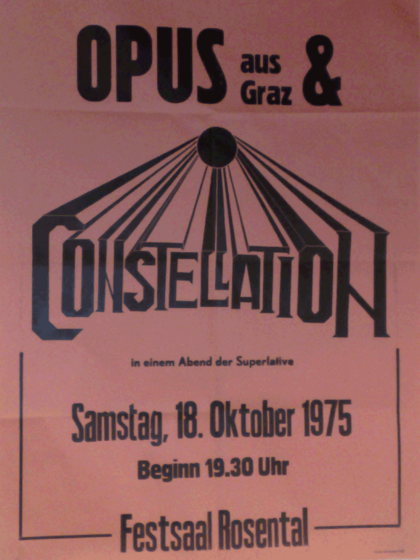 OPUS aus Graz &
CONSTELLATION
in einem Abend der Superlative
Samstag, 18. Oktober 1975
Beginn 19.30 Uhr
Festsaal Rosental